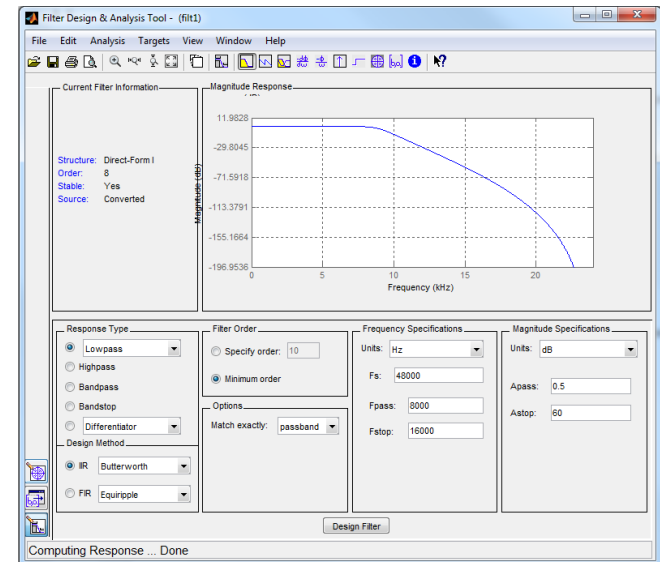 Filter Design & Analysis Tool - (filt1)
File Edit Analysis Targets View Window Help
Current Filter Information
Structure: Direct-Form I
Order: 8
Stable: Yes
Source: Converted
Magnitude Response
Magnitude (dB)
11.9828
-29.8045
-71.5918
-113.3791
-155.1664
-196.9536
0 5 10 15 20
Frequency (kHz)
Response Type
Lowpass
Highpass
Bandpass
Bandstop
Differentiator
Design Method
IIR Butterworth
FIR Equiripple
Filter Order
Specify order: 10
Minimum order
Options
Match exactly: passband
Frequency Specifications
Units: Hz
Fs: 48000
Fpass: 8000
Fstop: 16000
Magnitude Specifications
Units: dB
Apass: 0.5
Astop: 60
Design Filter
Computing Response ... Done